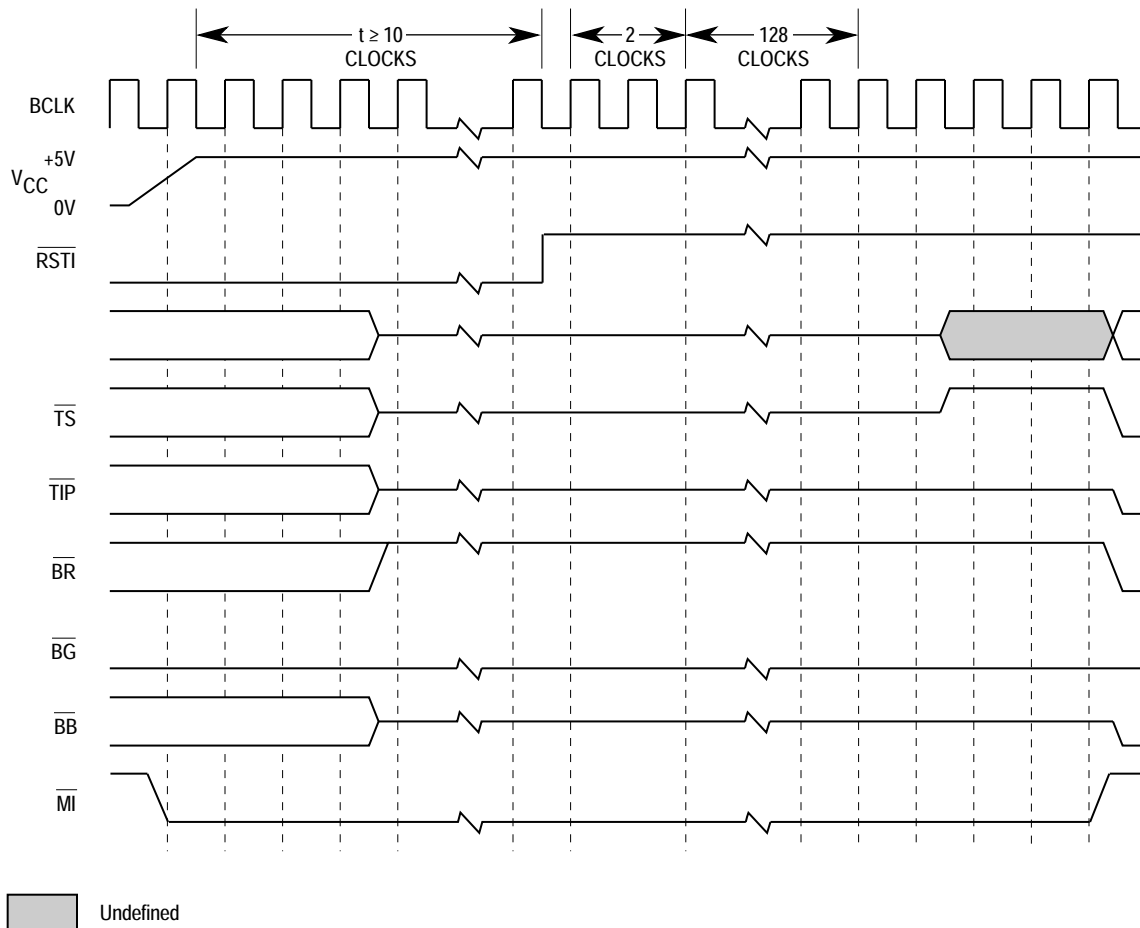 t ≥ 10
CLOCKS
2
CLOCKS
128
CLOCKS
BCLK
+5V
VCC
0V
RSTI
TS
TIP
BR
BG
BB
MI
Undefined